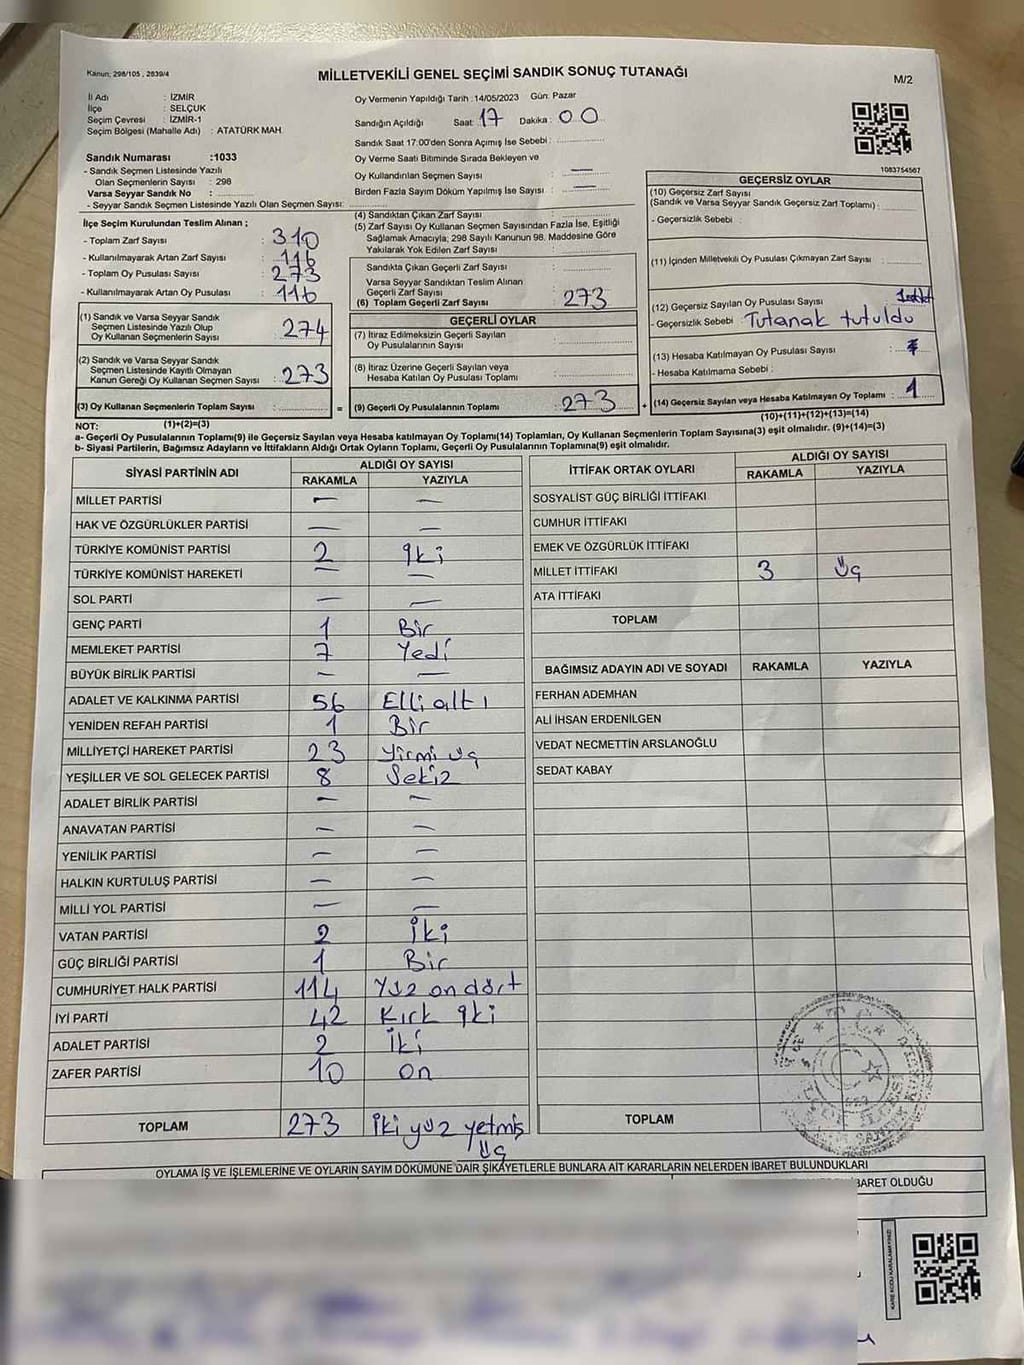 Kanun: 298/105 , 2839/4
MİLLETVEKİLİ GENEL SEÇİMİ SANDIK SONUÇ TUTANAĞI
M/2
İl Adı : İZMİR
İlçe : SELÇUK
Seçim Çevresi : İZMİR-1
Seçim Bölgesi (Mahalle Adı) : ATATÜRK MAH.
Sandık Numarası :1033
- Sandık Seçmen Listesinde Yazılı
Olan Seçmenlerin Sayısı : 298
Varsa Seyyar Sandık No :
- Seyyar Sandık Seçmen Listesinde Yazılı Olan Seçmen Sayısı:
Oy Vermenin Yapıldığı Tarih :14/05/2023 Gün: Pazar
Sandığın Açıldığı Saat: 17 Dakika : 00
Sandık Saat 17:00'den Sonra Açımış İse Sebebi :
Oy Verme Saati Bitiminde Sırada Bekleyen ve
Oy Kullandırılan Seçmen Sayısı : —
Birden Fazla Sayım Döküm Yapılmış İse Sayısı : —
1083754567
İlçe Seçim Kurulundan Teslim Alınan ;
- Toplam Zarf Sayısı : 310
- Kullanılmayarak Artan Zarf Sayısı : 116
- Toplam Oy Pusulası Sayısı : 273
- Kullanılmayarak Artan Oy Pusulası : 116
(1) Sandık ve Varsa Seyyar Sandık
Seçmen Listesinde Yazılı Olup
Oy Kullanan Seçmenlerin Sayısı : 274
(2) Sandık ve Varsa Seyyar Sandık
Seçmen Listesinde Kayıtlı Olmayan
Kanun Gereği Oy Kullanan Seçmen Sayısı : 273
(3) Oy Kullanan Seçmenlerin Toplam Sayısı :
(4) Sandıktan Çıkan Zarf Sayısı
(5) Zarf Sayısı Oy Kullanan Seçmen Sayısından Fazla İse, Eşitliği
Sağlamak Amacıyla, 298 Sayılı Kanunun 98. Maddesine Göre
Yakılarak Yok Edilen Zarf Sayısı
Sandıkta Çıkan Geçerli Zarf Sayısı
Varsa Seyyar Sandıktan Teslim Alınan
Geçerli Zarf Sayısı
(6) Toplam Geçerli Zarf Sayısı 273
GEÇERLİ OYLAR
(7) İtiraz Edilmeksizin Geçerli Sayılan
Oy Pusulalarının Sayısı
(8) İtiraz Üzerine Geçerli Sayılan veya
Hesaba Katılan Oy Pusulası Toplamı
= (9) Geçerli Oy Pusulalarının Toplamı 273 +
GEÇERSİZ OYLAR
(10) Geçersiz Zarf Sayısı
(Sandık ve Varsa Seyyar Sandık Geçersiz Zarf Toplamı) :
- Geçersizlik Sebebi :
(11) İçinden Milletvekili Oy Pusulası Çıkmayan Zarf Sayısı :
(12) Geçersiz Sayılan Oy Pusulası Sayısı
- Geçersizlik Sebebi : Tutanak tutuldu
(13) Hesaba Katılmayan Oy Pusulası Sayısı :
- Hesaba Katılmama Sebebi :
(14) Geçersiz Sayılan veya Hesaba Katılmayan Oy Toplamı : 1
NOT: (1)+(2)=(3) (10)+(11)+(12)+(13)=(14)
a- Geçerli Oy Pusulalarının Toplamı(9) ile Geçersiz Sayılan veya Hesaba katılmayan Oy Toplamı(14) Toplamları, Oy Kullanan Seçmenlerin Toplam Sayısına(3) eşit olmalıdır. (9)+(14)=(3)
b- Siyasi Partilerin, Bağımsız Adayların ve İttifakların Aldığı Ortak Oyların Toplamı, Geçerli Oy Pusulalarının Toplamına(9) eşit olmalıdır.
SİYASİ PARTİNİN ADI ALDIĞI OY SAYISI
RAKAMLA YAZIYLA
MİLLET PARTİSİ — —
HAK VE ÖZGÜRLÜKLER PARTİSİ — —
TÜRKİYE KOMÜNİST PARTİSİ 2 iki
TÜRKİYE KOMÜNİST HAREKETİ — —
SOL PARTİ — —
GENÇ PARTİ 1 Bir
MEMLEKET PARTİSİ 7 Yedi
BÜYÜK BİRLİK PARTİSİ — —
ADALET VE KALKINMA PARTİSİ 56 Elli altı
YENİDEN REFAH PARTİSİ 1 Bir
MİLLİYETÇİ HAREKET PARTİSİ 23 Yirmi üç
YEŞİLLER VE SOL GELECEK PARTİSİ 8 Sekiz
ADALET BİRLİK PARTİSİ — —
ANAVATAN PARTİSİ — —
YENİLİK PARTİSİ — —
HALKIN KURTULUŞ PARTİSİ — —
MİLLİ YOL PARTİSİ — —
VATAN PARTİSİ 2 İki
GÜÇ BİRLİĞİ PARTİSİ 1 Bir
CUMHURİYET HALK PARTİSİ 114 Yüz on dört
İYİ PARTİ 42 Kırk iki
ADALET PARTİSİ 2 İki
ZAFER PARTİSİ 10 on
TOPLAM 273 İki yüz yetmiş
üç
İTTİFAK ORTAK OYLARI ALDIĞI OY SAYISI
RAKAMLA YAZIYLA
SOSYALİST GÜÇ BİRLİĞİ İTTİFAKI
CUMHUR İTTİFAKI
EMEK VE ÖZGÜRLÜK İTTİFAKI
MİLLET İTTİFAKI 3 Üç
ATA İTTİFAKI
TOPLAM
BAĞIMSIZ ADAYIN ADI VE SOYADI RAKAMLA YAZIYLA
FERHAN ADEMHAN
ALİ İHSAN ERDENİLGEN
VEDAT NECMETTİN ARSLANOĞLU
SEDAT KABAY
TOPLAM
OYLAMA İŞ VE İŞLEMLERİNE VE OYLARIN SAYIM DÖKÜMÜNE DAİR ŞİKAYETLERLE BUNLARA AİT KARARLARIN NELERDEN İBARET BULUNDUKLARI
BARET OLDUĞU